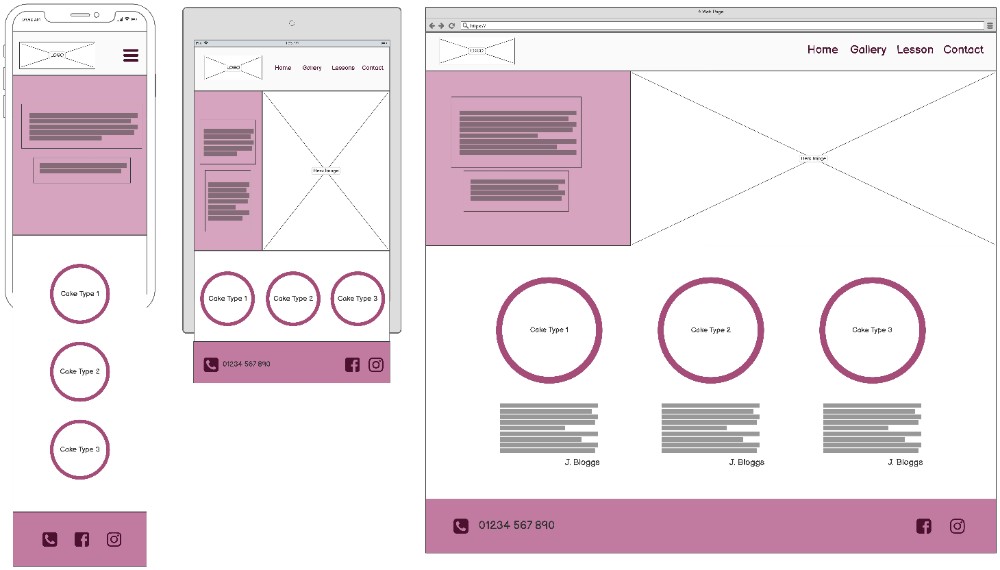 LOGO
Cake Type 1
Cake Type 2
Cake Type 3
LOGO
Home Gallery Lessons Contact
Hero Image
Cake Type 1 Cake Type 2 Cake Type 3
01234 567 890
A Web Page
https://
LOGO
Home Gallery Lesson Contact
Hero Image
Cake Type 1 Cake Type 2 Cake Type 3
J. Bloggs J. Bloggs J. Bloggs
01234 567 890